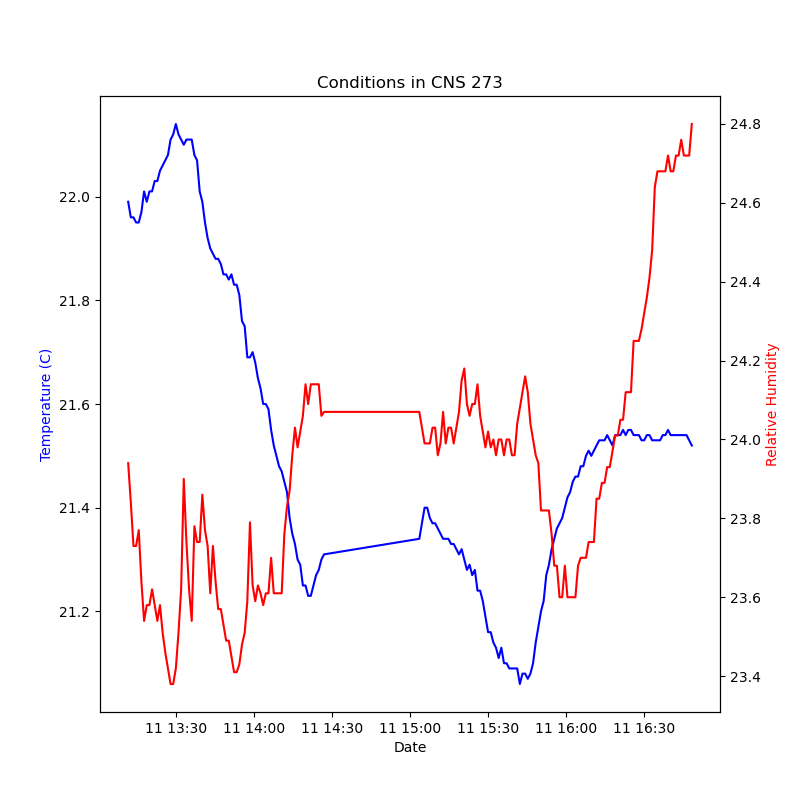 Conditions in CNS 273
Temperature (C)
22.0
21.8
21.6
21.4
21.2
24.8
24.6
24.4
24.2
24.0
23.8
23.6
23.4
Relative Humidity
11 13:30 11 14:00 11 14:30 11 15:00 11 15:30 11 16:00 11 16:30
Date